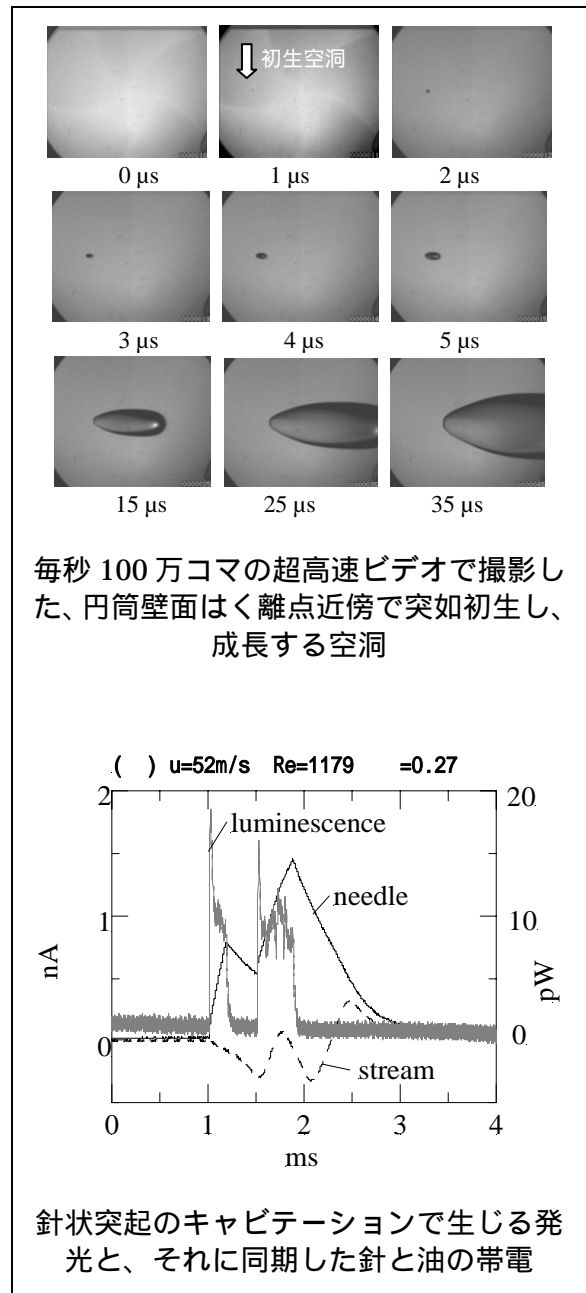 初生空洞
0 µs
1 µs
2 µs
3 µs
4 µs
5 µs
15 µs
25 µs
35 µs
毎秒 100 万コマの超高速ビデオで撮影し
た、円筒壁面はく離点近傍で突如初生し、
成長する空洞
( ) u=52m/s Re=1179 =0.27
2
20
luminescence
needle
1
10
nA
pW
0
0
stream
0
1
2
3
4
ms
針状突起のキャビテーションで生じる発
光と、それに同期した針と油の帯電